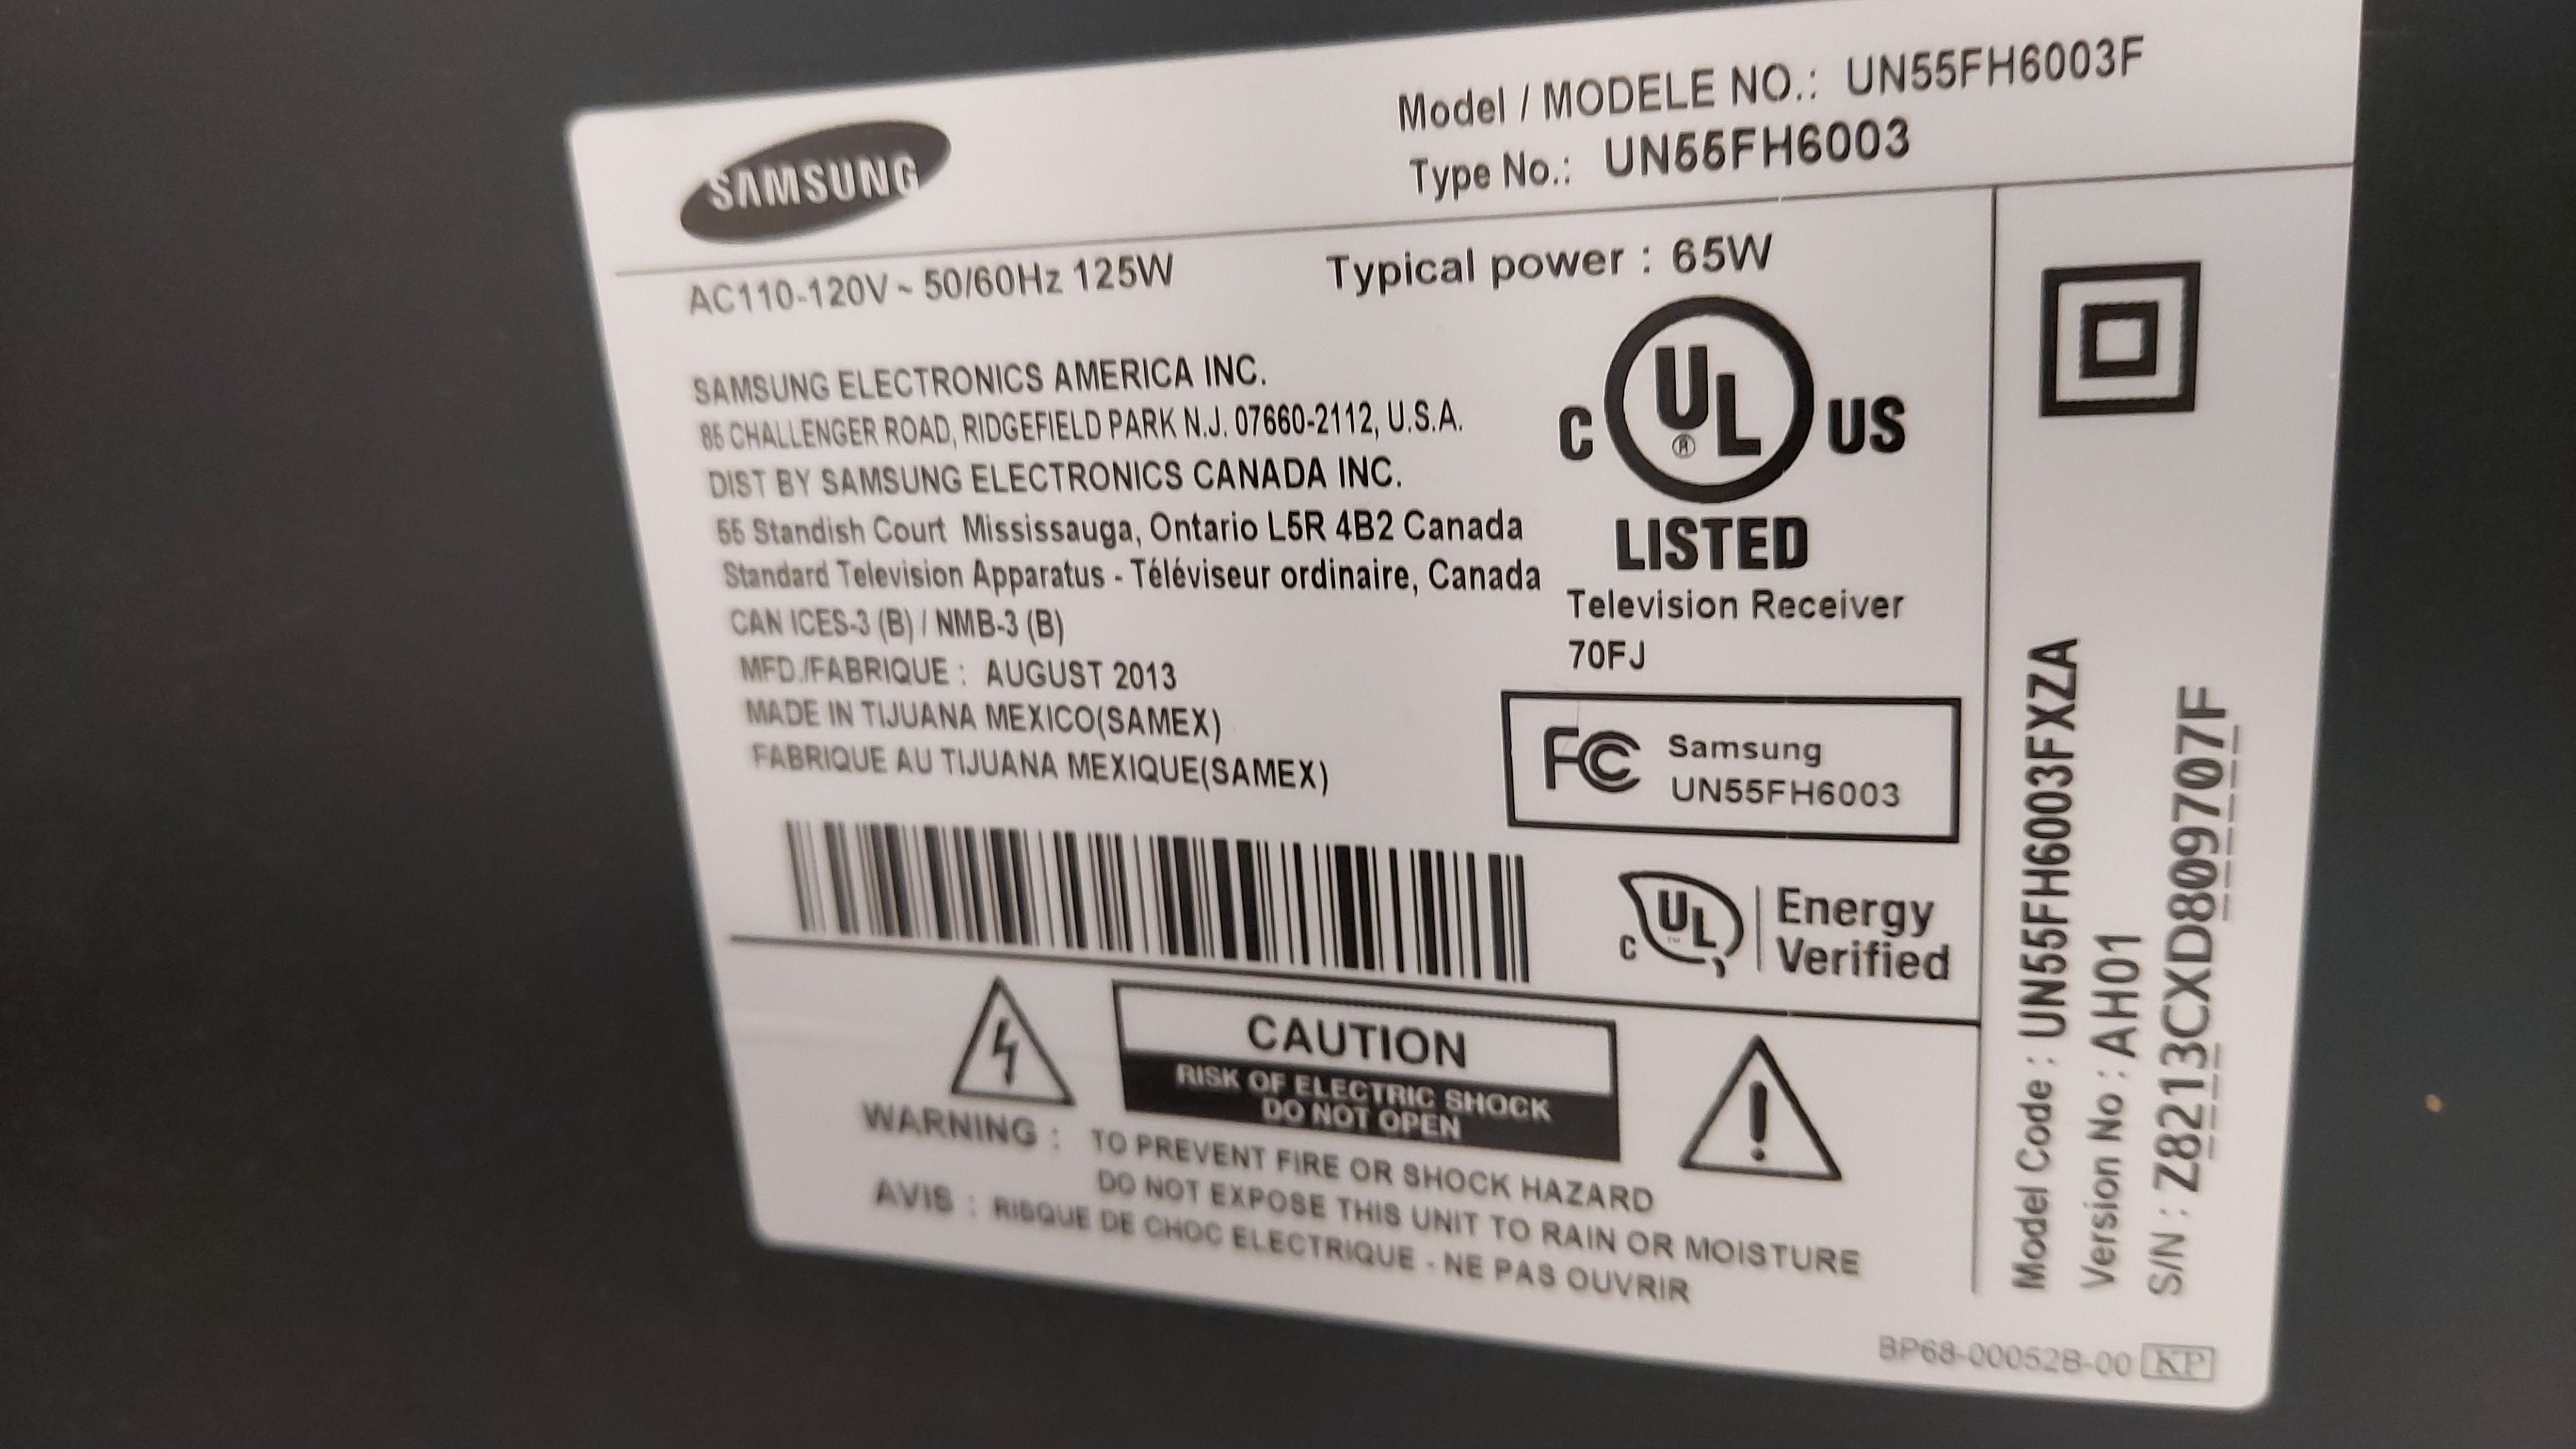 SAMSUNG
Model / MODELE NO.: UN55FH6003F
Type No.: UN55FH6003
AC110-120V ~ 50/60Hz 125W
Typical power : 65W
SAMSUNG ELECTRONICS AMERICA INC.
85 CHALLENGER ROAD, RIDGEFIELD PARK N.J. 07660-2112, U.S.A.
DIST BY SAMSUNG ELECTRONICS CANADA INC.
55 Standish Court Mississauga, Ontario L5R 4B2 Canada
Standard Television Apparatus - Téléviseur ordinaire, Canada
CAN ICES-3 (B) / NMB-3 (B)
MFD./FABRIQUE : AUGUST 2013
MADE IN TIJUANA MEXICO(SAMEX)
FABRIQUE AU TIJUANA MEXIQUE(SAMEX)
C UL ® US
LISTED
Television Receiver
70FJ
FC Samsung
UN55FH6003
C UL ™ Energy
Verified
CAUTION
RISK OF ELECTRIC SHOCK
DO NOT OPEN
WARNING : TO PREVENT FIRE OR SHOCK HAZARD
DO NOT EXPOSE THIS UNIT TO RAIN OR MOISTURE
AVIS : RISQUE DE CHOC ELECTRIQUE - NE PAS OUVRIR
Model Code : UN55FH6003FXZA
Version No : AH01
S/N : Z8213CXD809707F
BP68-00052B-00 KP